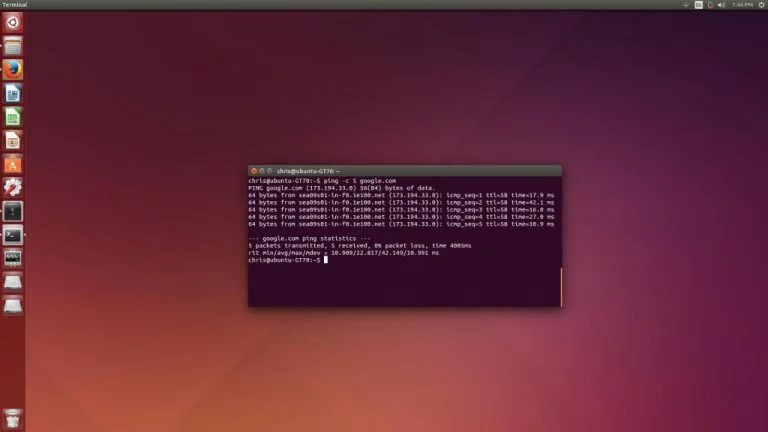 Terminal
En
1:44 PM
chris@ubuntu-GT70: ~
chris@ubuntu-GT70:~$ ping -c 5 google.com
PING google.com (173.194.33.0) 56(84) bytes of data.
64 bytes from sea09s01-in-f0.1e100.net (173.194.33.0): icmp_seq=1 ttl=58 time=17.9 ms
64 bytes from sea09s01-in-f0.1e100.net (173.194.33.0): icmp_seq=2 ttl=58 time=42.1 ms
64 bytes from sea09s01-in-f0.1e100.net (173.194.33.0): icmp_seq=3 ttl=58 time=16.0 ms
64 bytes from sea09s01-in-f0.1e100.net (173.194.33.0): icmp_seq=4 ttl=58 time=27.0 ms
64 bytes from sea09s01-in-f0.1e100.net (173.194.33.0): icmp_seq=5 ttl=58 time=10.9 ms
--- google.com ping statistics ---
5 packets transmitted, 5 received, 0% packet loss, time 4005ms
rtt min/avg/max/mdev = 10.909/22.817/42.149/10.991 ms
chris@ubuntu-GT70:~$